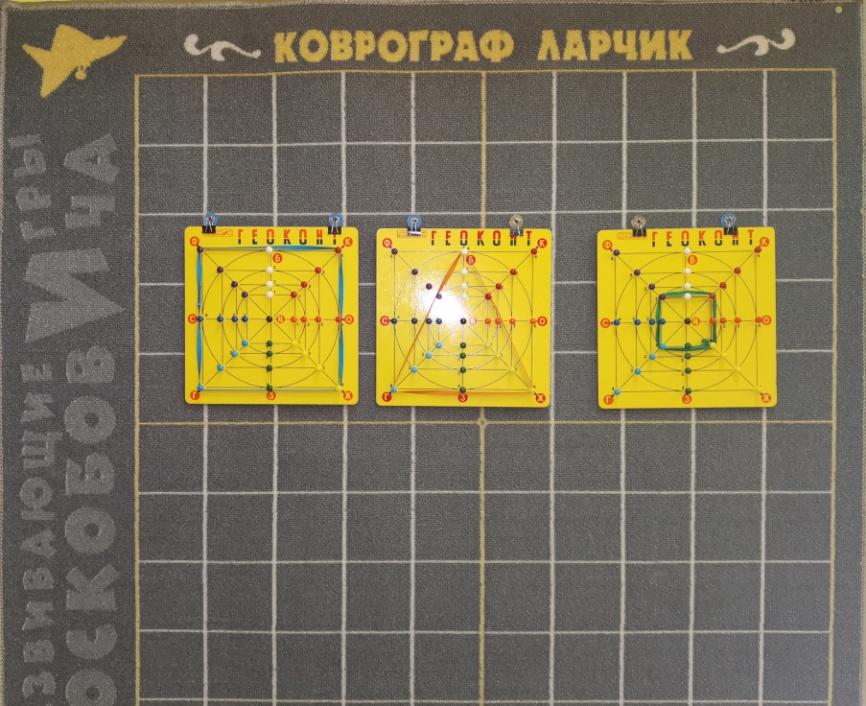 КОВРОГРАФ ЛАРЧИК
ИГРЫ
РАЗВИВАЮЩИЕ
ВОСКОБОВИЧА
ГЕОКОНТ
Ф
К
Б
С
Ц
О
Г
З
Ж
ГЕОКОНТ
Ф
К
Б
С
Ц
О
Г
З
Ж
ГЕОКОНТ
Ф
К
Б
С
Ц
О
Г
З
Ж